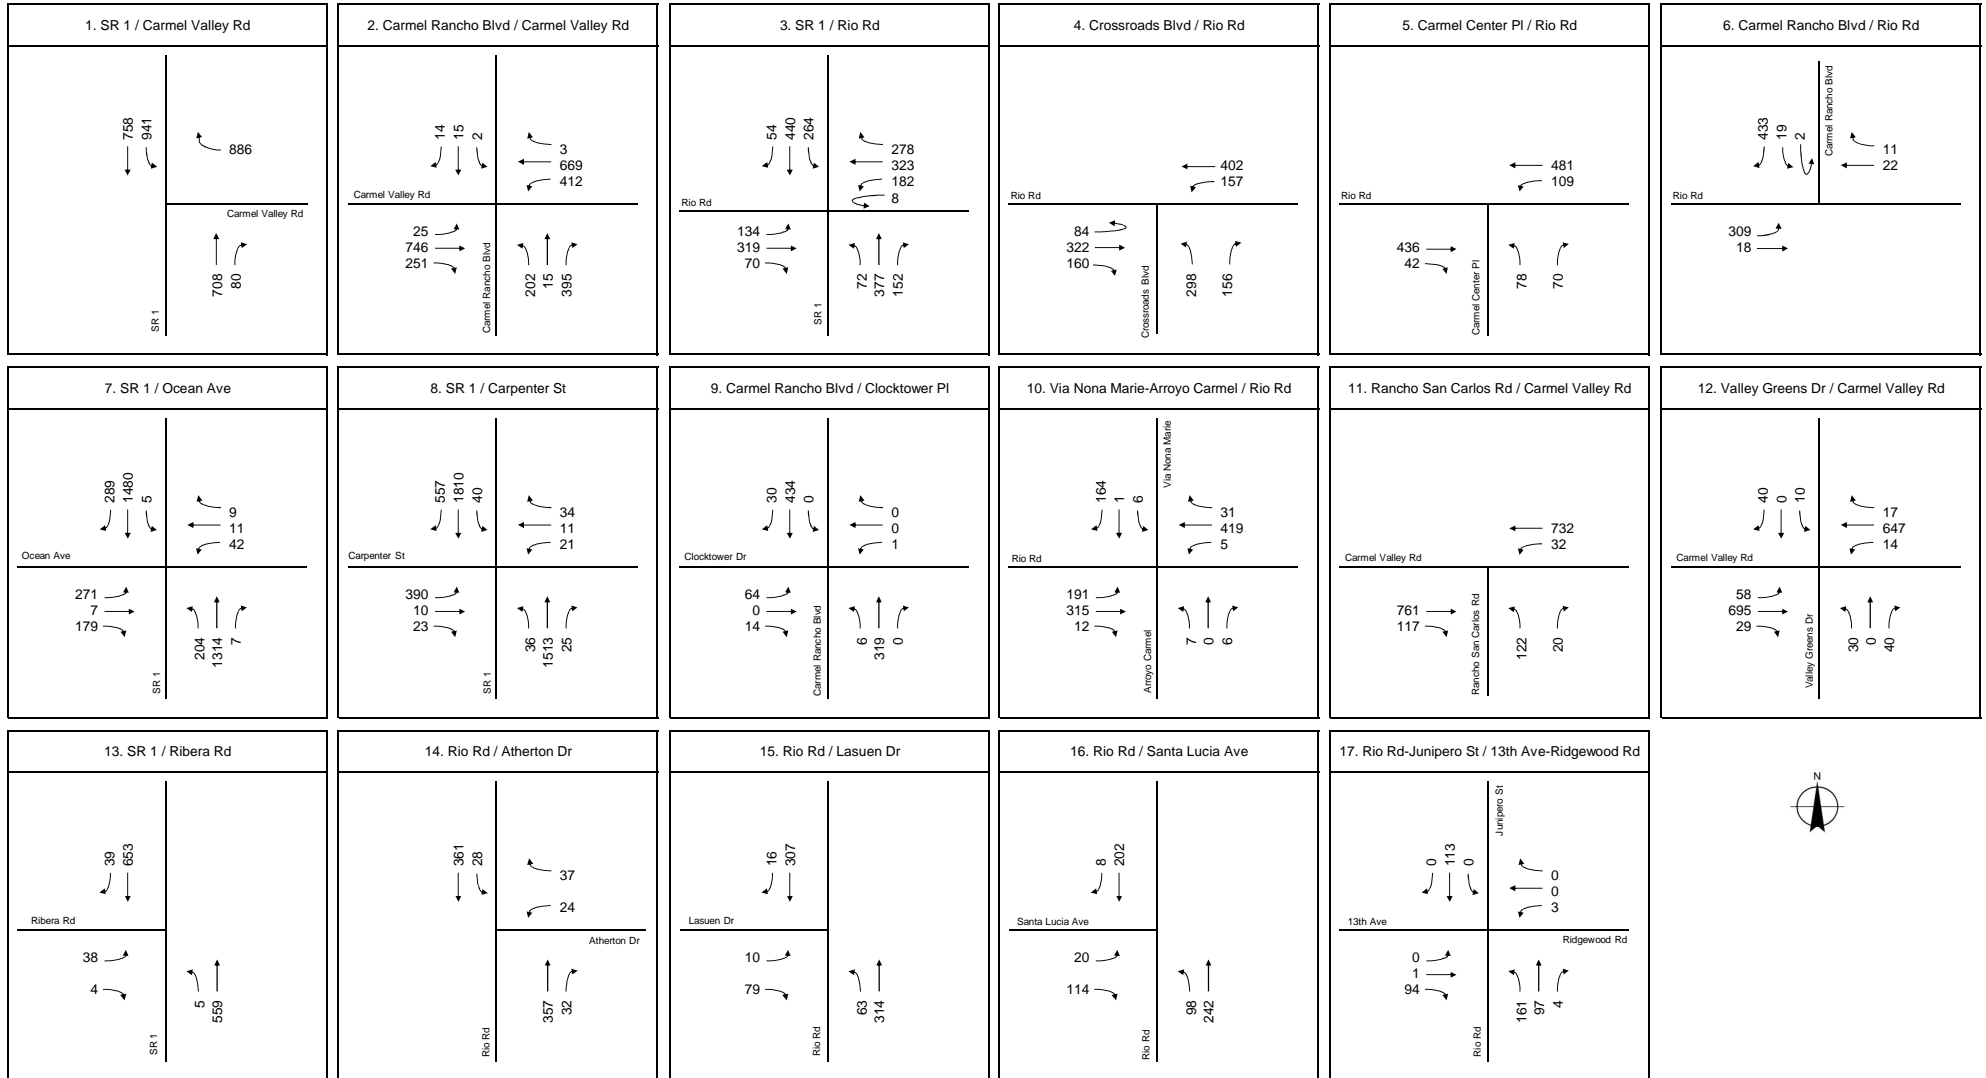 1. SR 1 / Carmel Valley Rd
758
941
886
Carmel Valley Rd
708
80
SR 1
2. Carmel Rancho Blvd / Carmel Valley Rd
14
15
2
3
669
412
Carmel Valley Rd
25
746
251
Carmel Rancho Blvd
202
15
395
3. SR 1 / Rio Rd
54
440
264
278
323
182
8
Rio Rd
134
319
70
SR 1
72
377
152
4. Crossroads Blvd / Rio Rd
402
157
Rio Rd
84
322
160
Crossroads Blvd
298
156
5. Carmel Center Pl / Rio Rd
481
109
Rio Rd
436
42
Carmel Center Pl
78
70
6. Carmel Rancho Blvd / Rio Rd
433
19
2
Carmel Rancho Blvd
11
22
Rio Rd
309
18
7. SR 1 / Ocean Ave
289
1480
5
9
11
42
Ocean Ave
271
7
179
SR 1
204
1314
7
8. SR 1 / Carpenter St
557
1810
40
34
11
21
Carpenter St
390
10
23
SR 1
36
1513
25
9. Carmel Rancho Blvd / Clocktower Pl
30
434
0
0
0
1
Clocktower Dr
64
0
14
Carmel Rancho Blvd
6
319
0
10. Via Nona Marie-Arroyo Carmel / Rio Rd
164
1
6
Via Nona Marie
31
419
5
Rio Rd
191
315
12
Arroyo Carmel
7
0
6
11. Rancho San Carlos Rd / Carmel Valley Rd
732
32
Carmel Valley Rd
761
117
Rancho San Carlos Rd
122
20
12. Valley Greens Dr / Carmel Valley Rd
40
0
10
17
647
14
Carmel Valley Rd
58
695
29
Valley Greens Dr
30
0
40
13. SR 1 / Ribera Rd
39
653
Ribera Rd
38
4
SR 1
5
559
14. Rio Rd / Atherton Dr
361
28
37
24
Atherton Dr
Rio Rd
357
32
15. Rio Rd / Lasuen Dr
16
307
Lasuen Dr
10
79
Rio Rd
63
314
16. Rio Rd / Santa Lucia Ave
8
202
Santa Lucia Ave
20
114
Rio Rd
98
242
17. Rio Rd-Junipero St / 13th Ave-Ridgewood Rd
0
113
0
Junipero St
0
0
3
13th Ave
Ridgewood Rd
0
1
94
Rio Rd
161
97
4
N